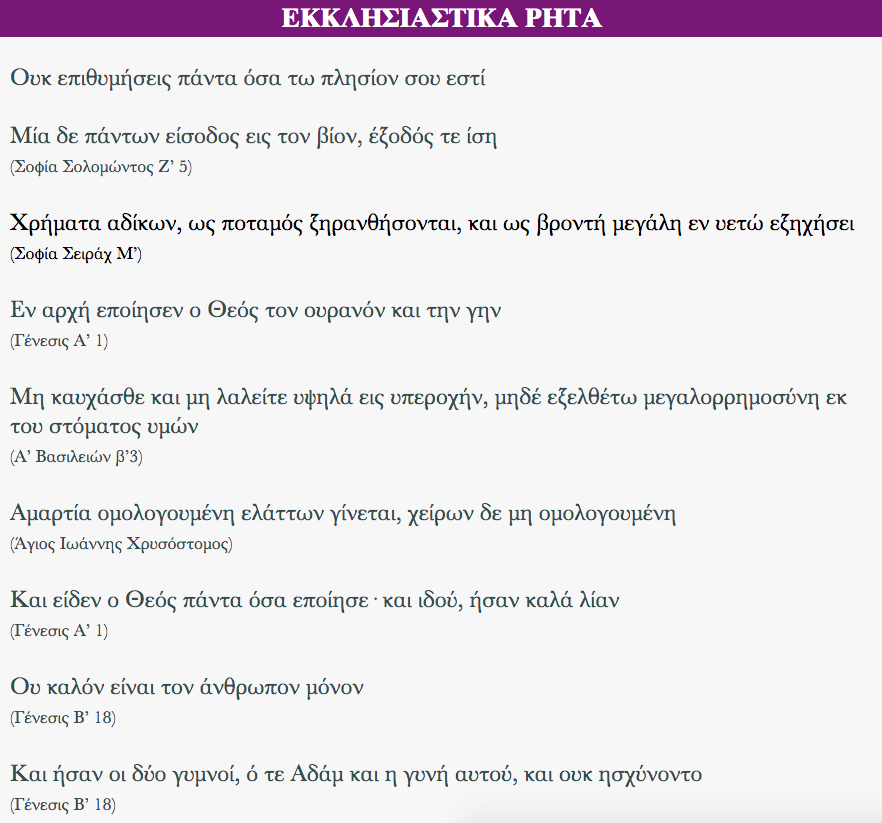 ΕΚΚΛΗΣΙΑΣΤΙΚΑ ΡΗΤΑ
Ουκ επιθυμήσεις πάντα όσα τω πλησίον σου εστί
Μία δε πάντων είσοδος εις τον βίον, έξοδός τε ίση
(Σοφία Σολομώντος Ζ’ 5)
Χρήματα αδίκων, ως ποταμός ξηρανθήσονται, και ως βροντή μεγάλη εν υετώ εξηχήσει
(Σοφία Σειράχ Μ’)
Εν αρχή εποίησεν ο Θεός τον ουρανόν και την γην
(Γένεσις Α’ 1)
Μη καυχάσθε και μη λαλείτε υψηλά εις υπεροχήν, μηδέ εξελθέτω μεγαλορρημοσύνη εκ
του στόματος υμών
(Α’ Βασιλειών β’3)
Αμαρτία ομολογουμένη ελάττων γίνεται, χείρων δε μη ομολογουμένη
(Άγιος Ιωάννης Χρυσόστομος)
Και είδεν ο Θεός πάντα όσα εποίησε · και ιδού, ήσαν καλά λίαν
(Γένεσις Α’ 1)
Ου καλόν είναι τον άνθρωπον μόνον
(Γένεσις Β’ 18)
Και ήσαν οι δύο γυμνοί, ό τε Αδάμ και η γυνή αυτού, και ουκ ησχύνοντο
(Γένεσις Β’ 18)